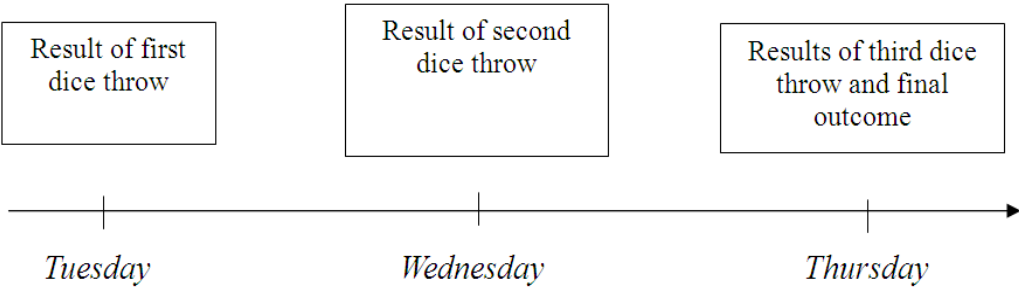 Result of first
dice throw
Result of second
dice throw
Results of third dice
throw and final
outcome
Tuesday
Wednesday
Thursday